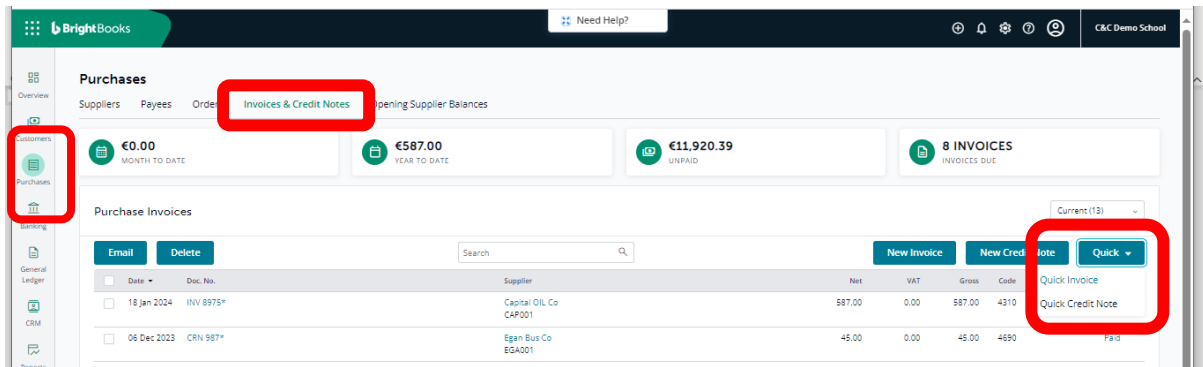 BrightBooks
Need Help?
C&C Demo School
Overview
Customers
Purchases
Banking
General
Ledger
CRM
Purchases
Suppliers Payees Order Invoices & Credit Notes Opening Supplier Balances
€0.00
MONTH TO DATE
€587.00
YEAR TO DATE
€11,920.39
UNPAID
8 INVOICES
INVOICES DUE
Purchase Invoices
Current (13)
Email Delete Search New Invoice New Credit Note Quick
Date Doc. No. Supplier Net VAT Gross Code
Quick Invoice
Quick Credit Note
18 Jan 2024 INV 8975* Capital OIL Co 587.00 0.00 587.00 4310
CAP001
06 Dec 2023 CRN 987* Egan Bus Co 45.00 0.00 45.00 4690 Paid
EGA001